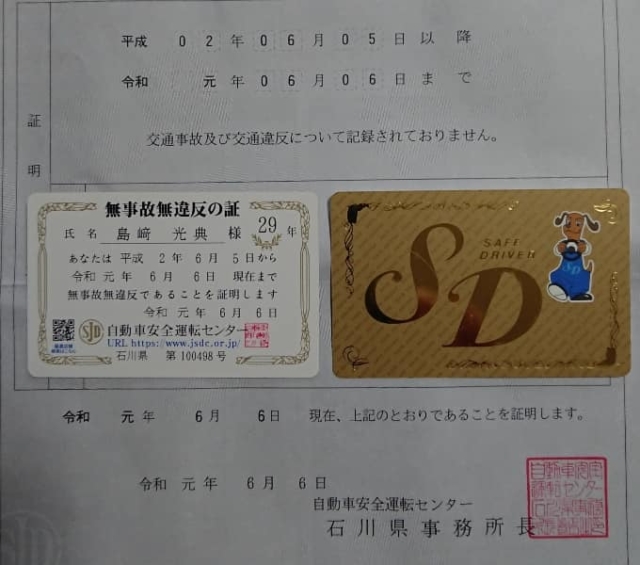 平成 02年06月05日以降
令和 元年06月06日まで
証明
交通事故及び交通違反について記録されておりません。
無事故無違反の証
氏名 島﨑 光典 様 29年
あなたは平成 2年 6月 5日から
令和 元年 6月 6日 現在まで
無事故無違反であることを証明します
令和 元年 6月 6日
SJD 自動車安全運転センター
URL https://www.jsdc.or.jp/
石川県 第100498号
SD
SAFE
DRIVER
SD
令和 元年 6月 6日 現在、上記のとおりであることを証明します。
令和 元年 6月 6日
自動車安全運転センター
石川県事務所長